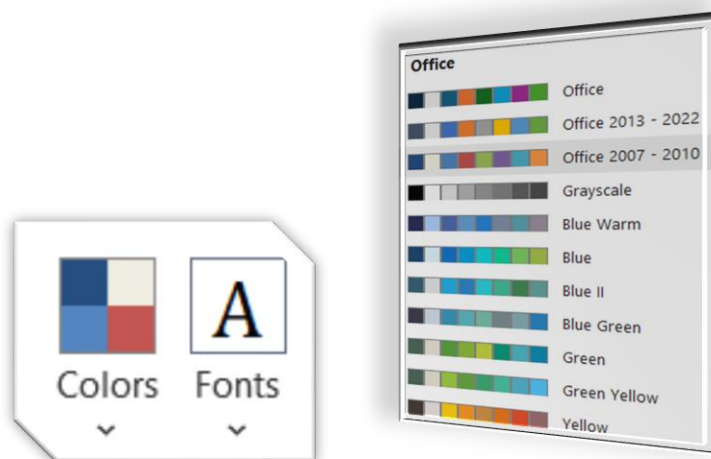 A
Colors Fonts
Office
Office
Office 2013 - 2022
Office 2007 - 2010
Grayscale
Blue Warm
Blue
Blue II
Blue Green
Green
Green Yellow
Yellow